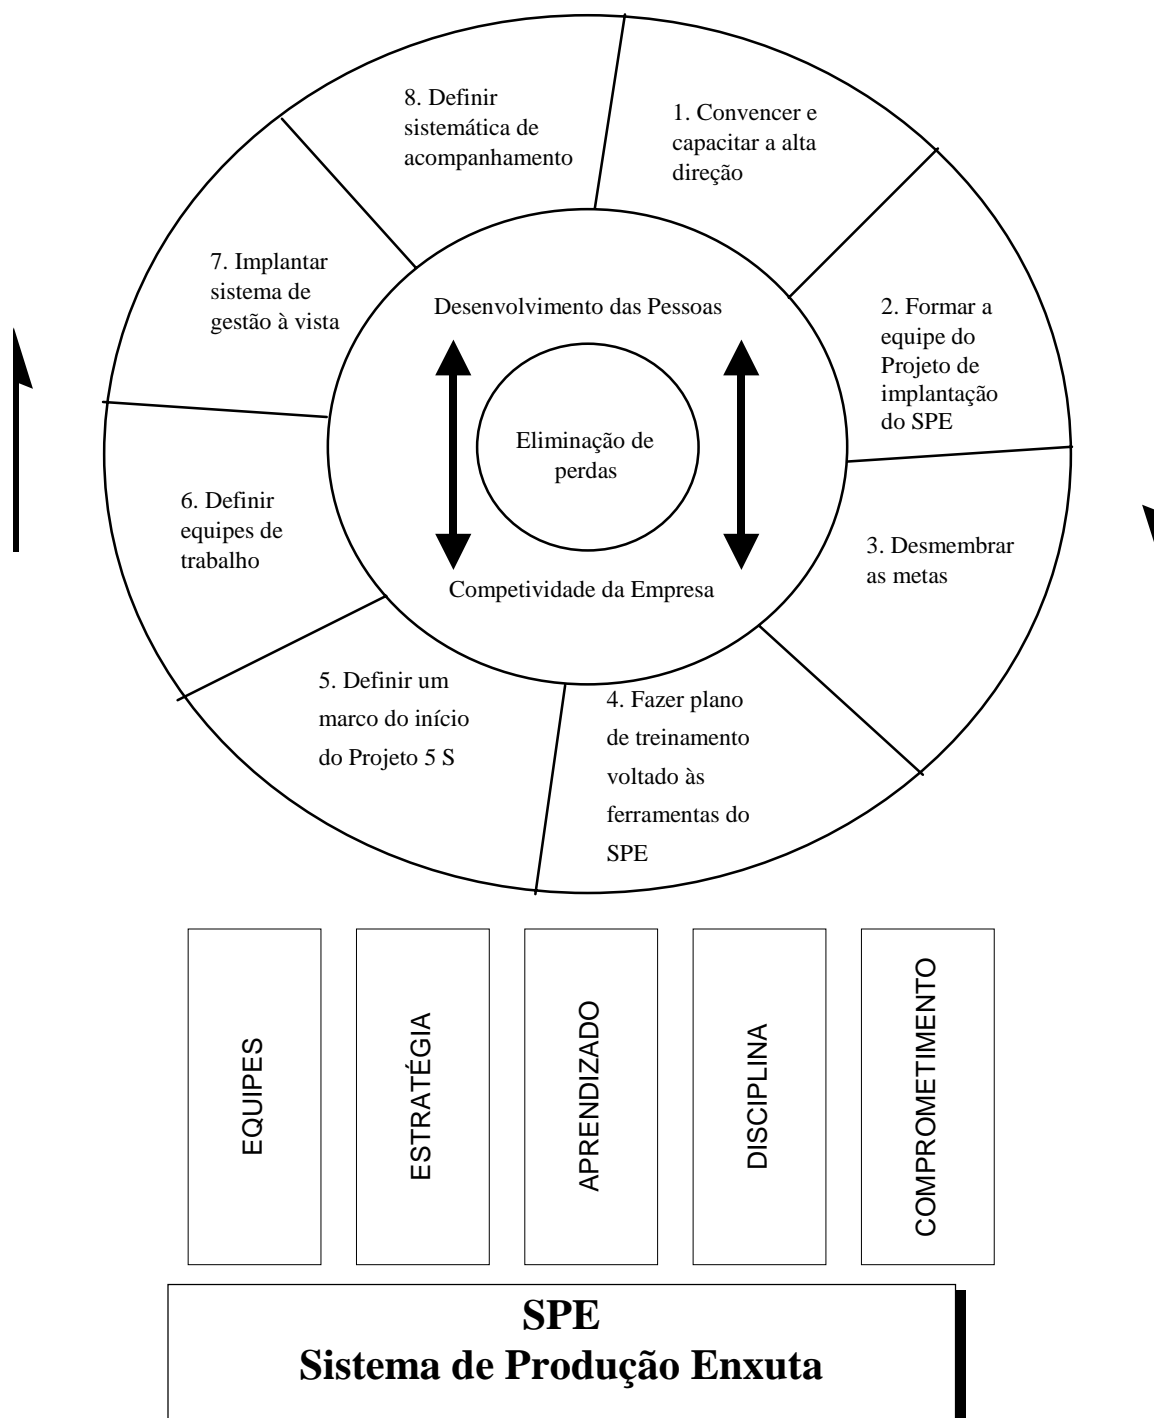 8. Definir
sistemática de
acompanhamento
1. Convencer e
capacitar a alta
direção
2. Formar a
equipe do
Projeto de
implantação
do SPE
3. Desmembrar
as metas
4. Fazer plano
de treinamento
voltado às
ferramentas do
SPE
5. Definir um
marco do início
do Projeto 5 S
6. Definir
equipes de
trabalho
7. Implantar
sistema de
gestão à vista
Desenvolvimento das Pessoas
Eliminação de
perdas
Competividade da Empresa
EQUIPES
ESTRATÉGIA
APRENDIZADO
DISCIPLINA
COMPROMETIMENTO
SPE
Sistema de Produção Enxuta